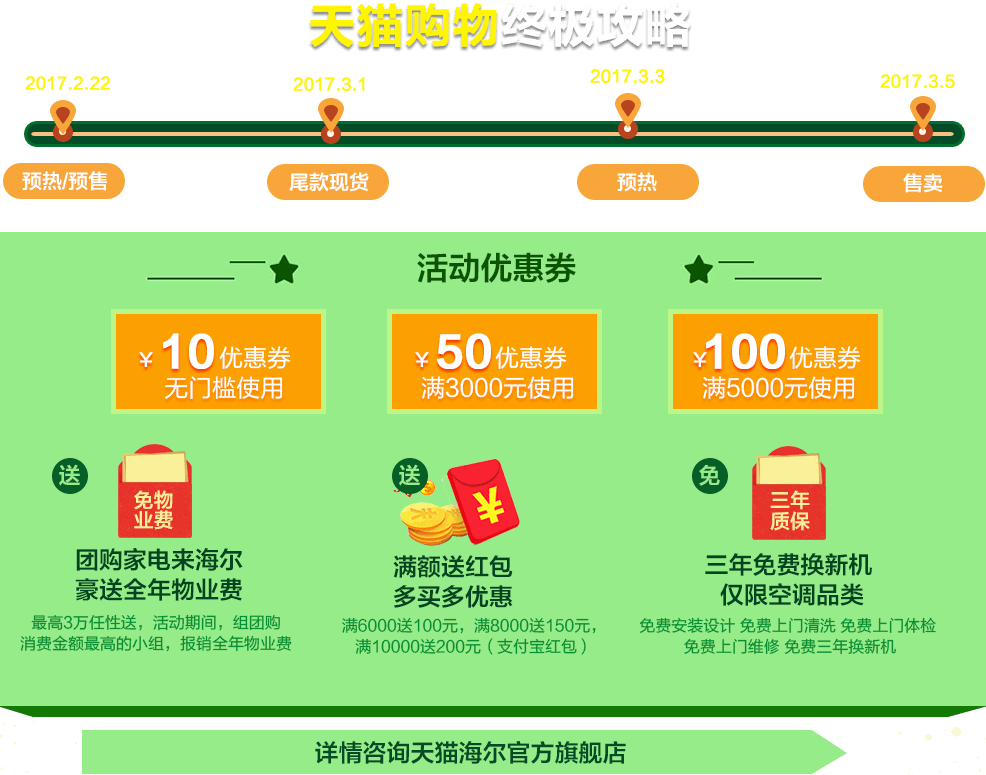 天猫购物终极攻略
2017.2.22
2017.3.1
2017.3.3
2017.3.5
预热/预售
尾款现货
预热
售卖
活动优惠券
¥10优惠券
无门槛使用
¥50优惠券
满3000元使用
¥100优惠券
满5000元使用
送
免物
业费
团购家电来海尔
豪送全年物业费
最高3万任性送，活动期间，组团购
消费金额最高的小组，报销全年物业费
送
¥
满额送红包
多买多优惠
满6000送100元，满8000送150元，
满10000送200元（支付宝红包）
免
三年
质保
三年免费换新机
仅限空调品类
免费安装设计 免费上门清洗 免费上门体检
免费上门维修 免费三年换新机
详情咨询天猫海尔官方旗舰店